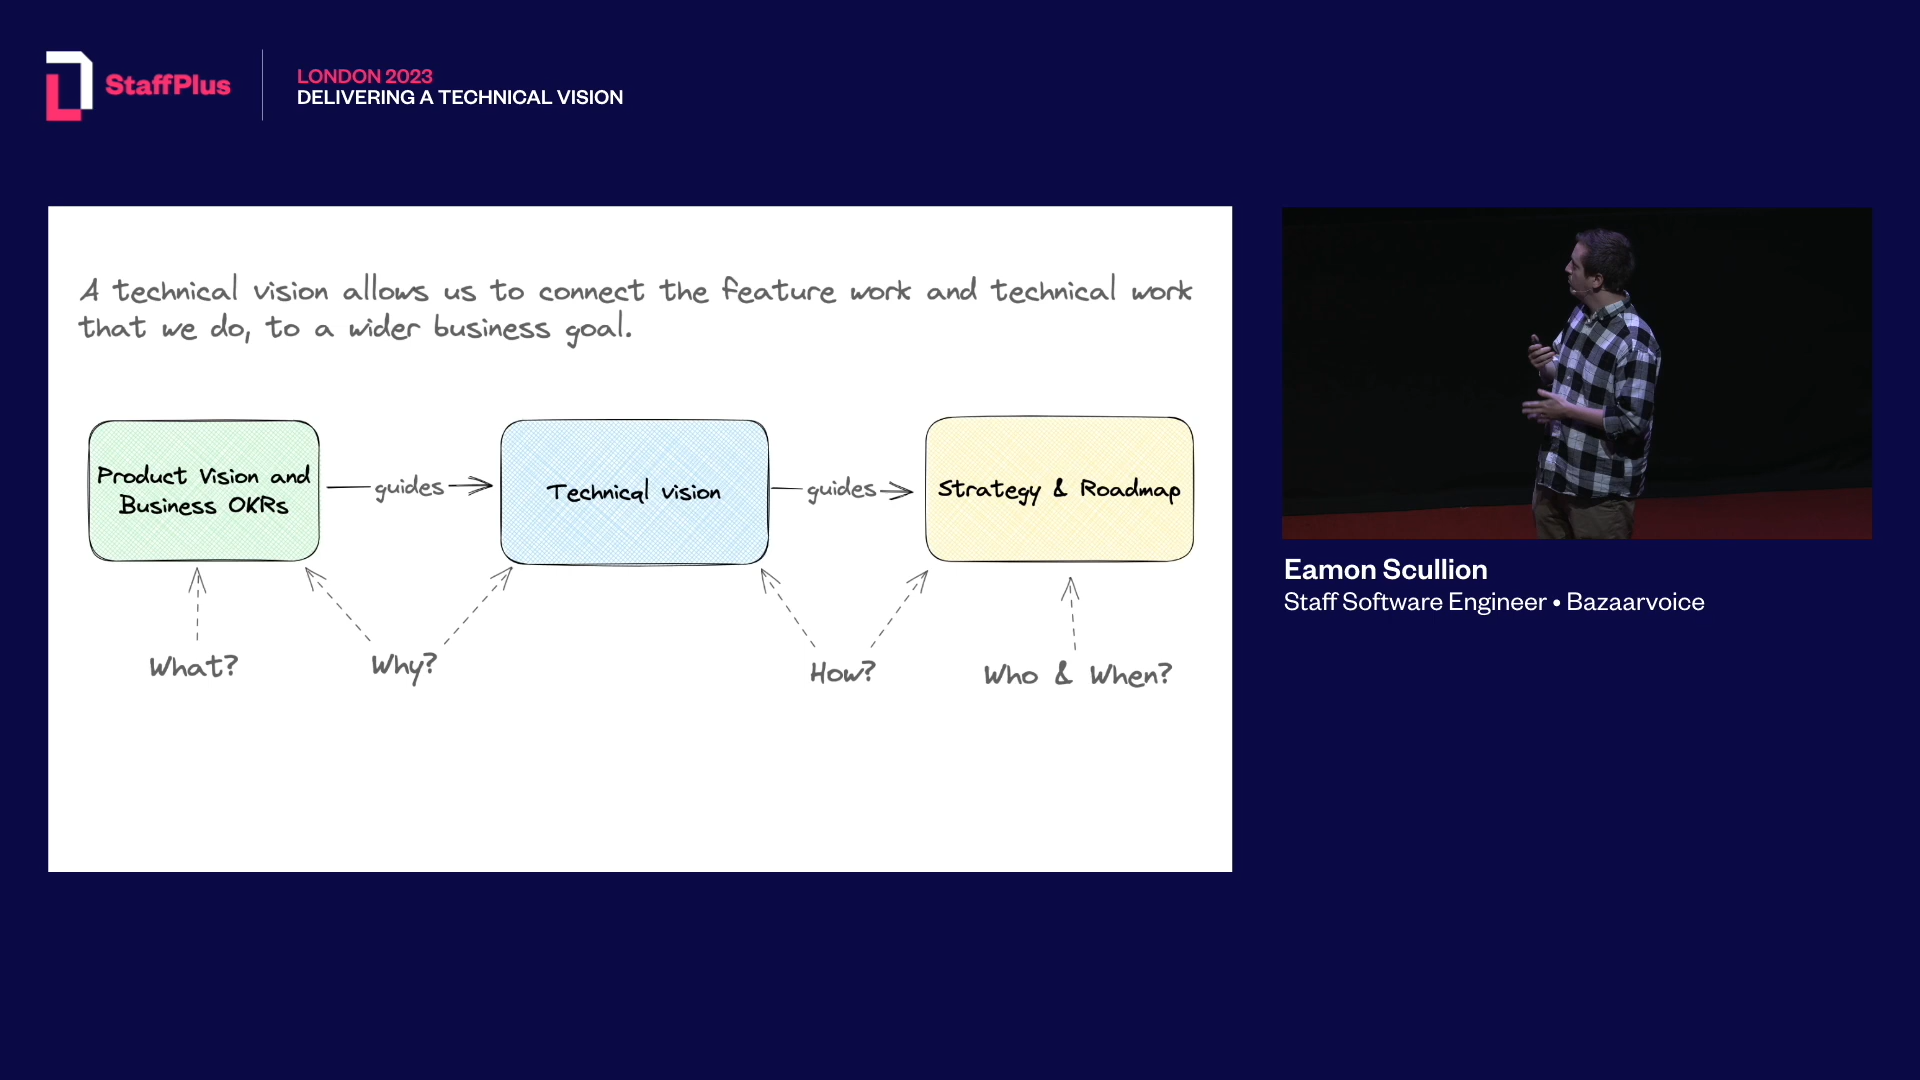 StaffPlus
LONDON 2023
DELIVERING A TECHNICAL VISION
A technical vision allows us to connect the feature work and technical work
that we do, to a wider business goal.
Product Vision and
Business OKRs
guides
Technical vision
guides
Strategy & Roadmap
What?
Why?
How?
Who & When?
Eamon Scullion
Staff Software Engineer • Bazaarvoice